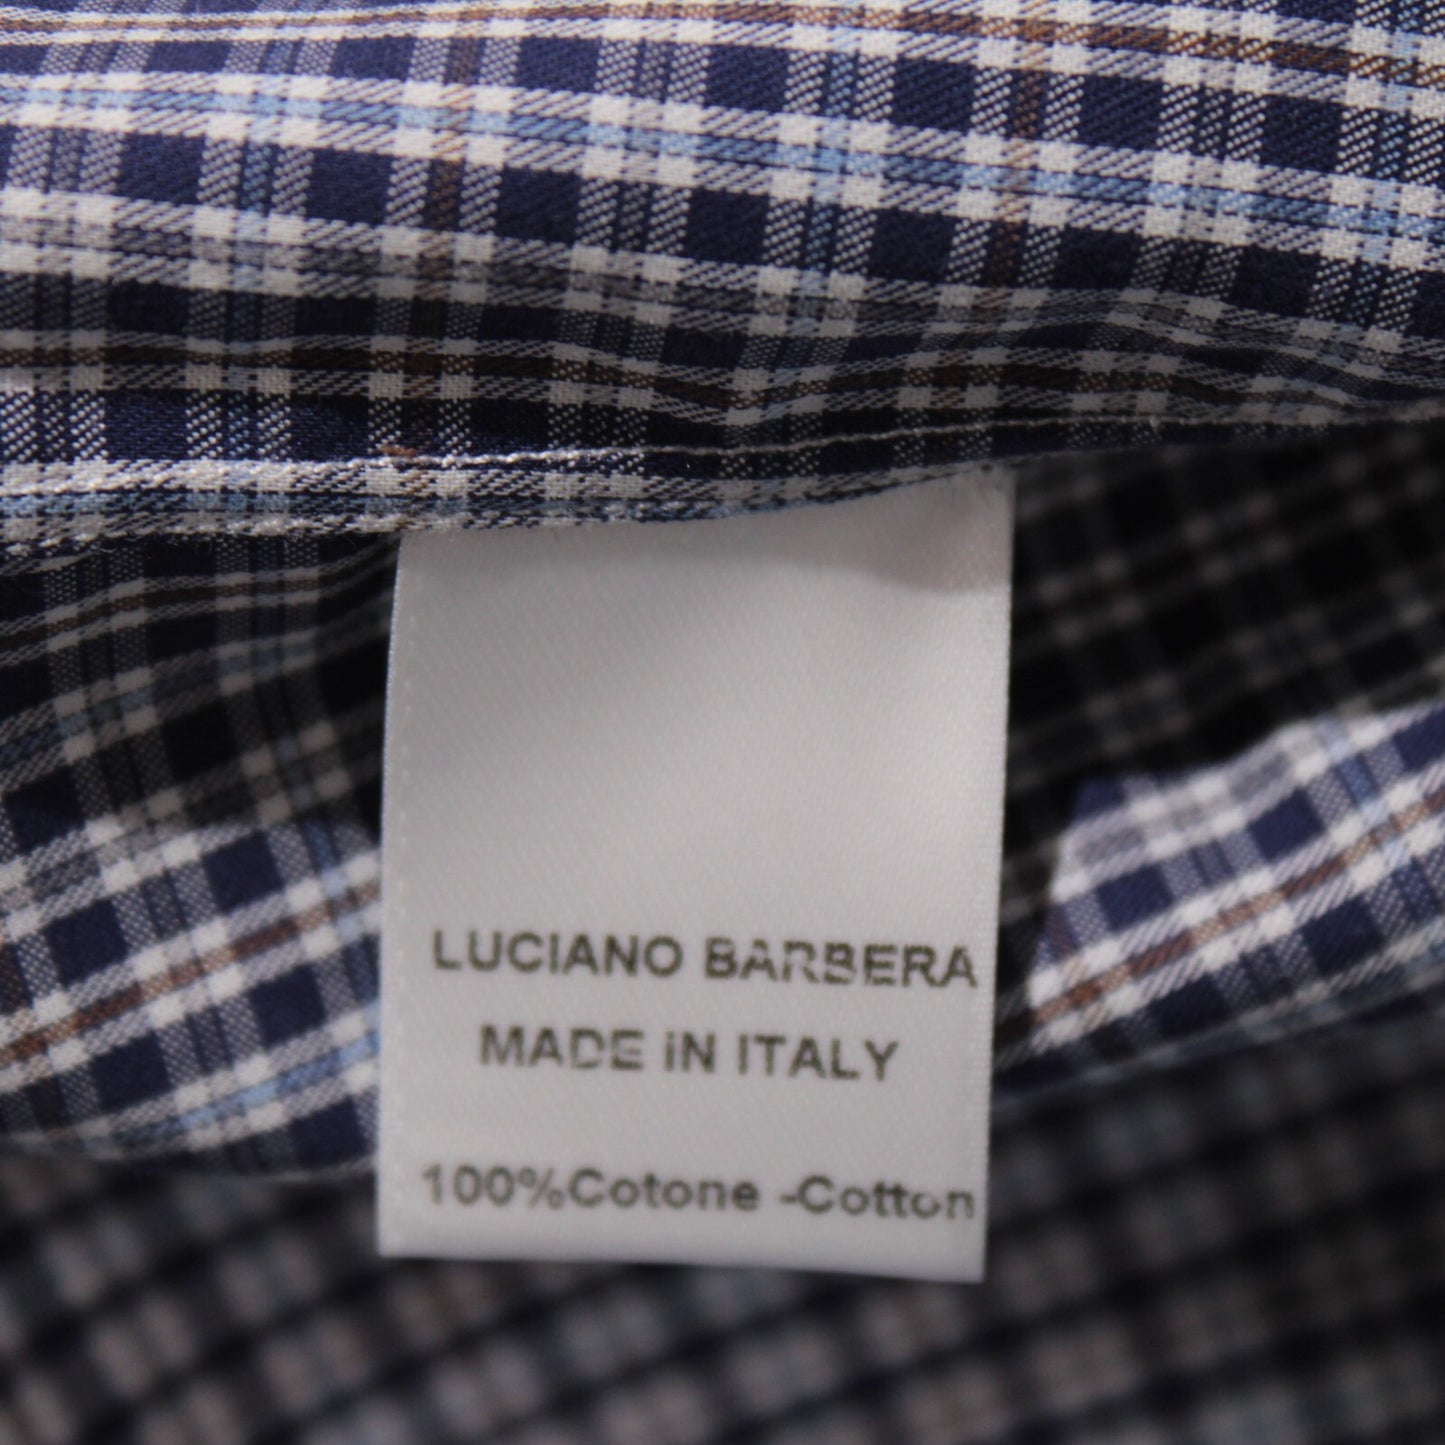 LUCIANO BARBERA
MADE IN ITALY
100%Cotone -Cotton